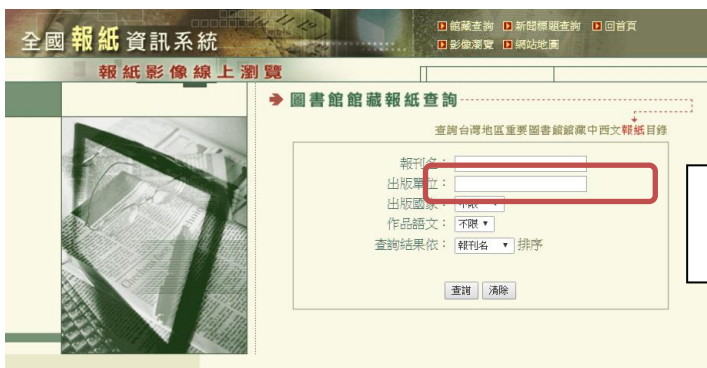 全國報紙資訊系統
館藏查詢 新聞標題查詢 回首頁
影像瀏覽 網站地圖
報紙影像線上瀏覽
圖書館館藏報紙查詢
查詢台灣地區重要圖書館館藏中西文報紙目錄
報刊名：
出版單位：
出版國家： 不限
作品語文： 不限
查詢結果依： 報刊名 排序
查詢 清除